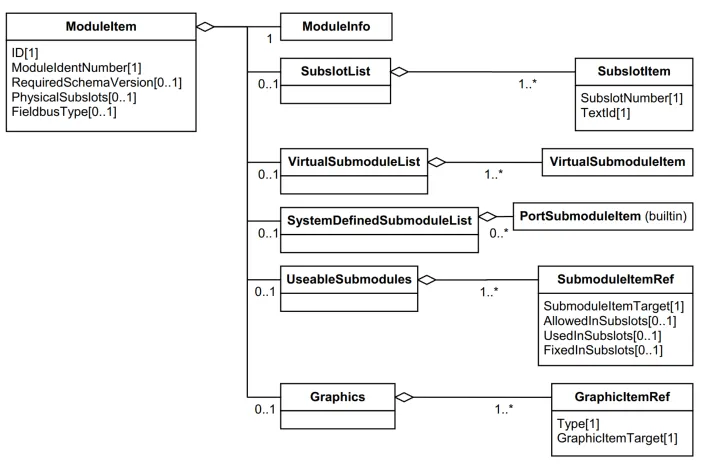 ModuleItem
ID[1]
ModuleIdentNumber[1]
RequiredSchemaVersion[0..1]
PhysicalSubslots[0..1]
FieldbusType[0..1]
ModuleInfo
1
SubslotList
0..1
1..*
SubslotItem
SubslotNumber[1]
TextId[1]
VirtualSubmoduleList
0..1
1..*
VirtualSubmoduleItem
SystemDefinedSubmoduleList
0..1
0..*
PortSubmoduleItem (builtin)
UseableSubmodules
0..1
1..*
SubmoduleItemRef
SubmoduleItemTarget[1]
AllowedInSubslots[0..1]
UsedInSubslots[0..1]
FixedInSubslots[0..1]
Graphics
0..1
1..*
GraphicItemRef
Type[1]
GraphicItemTarget[1]